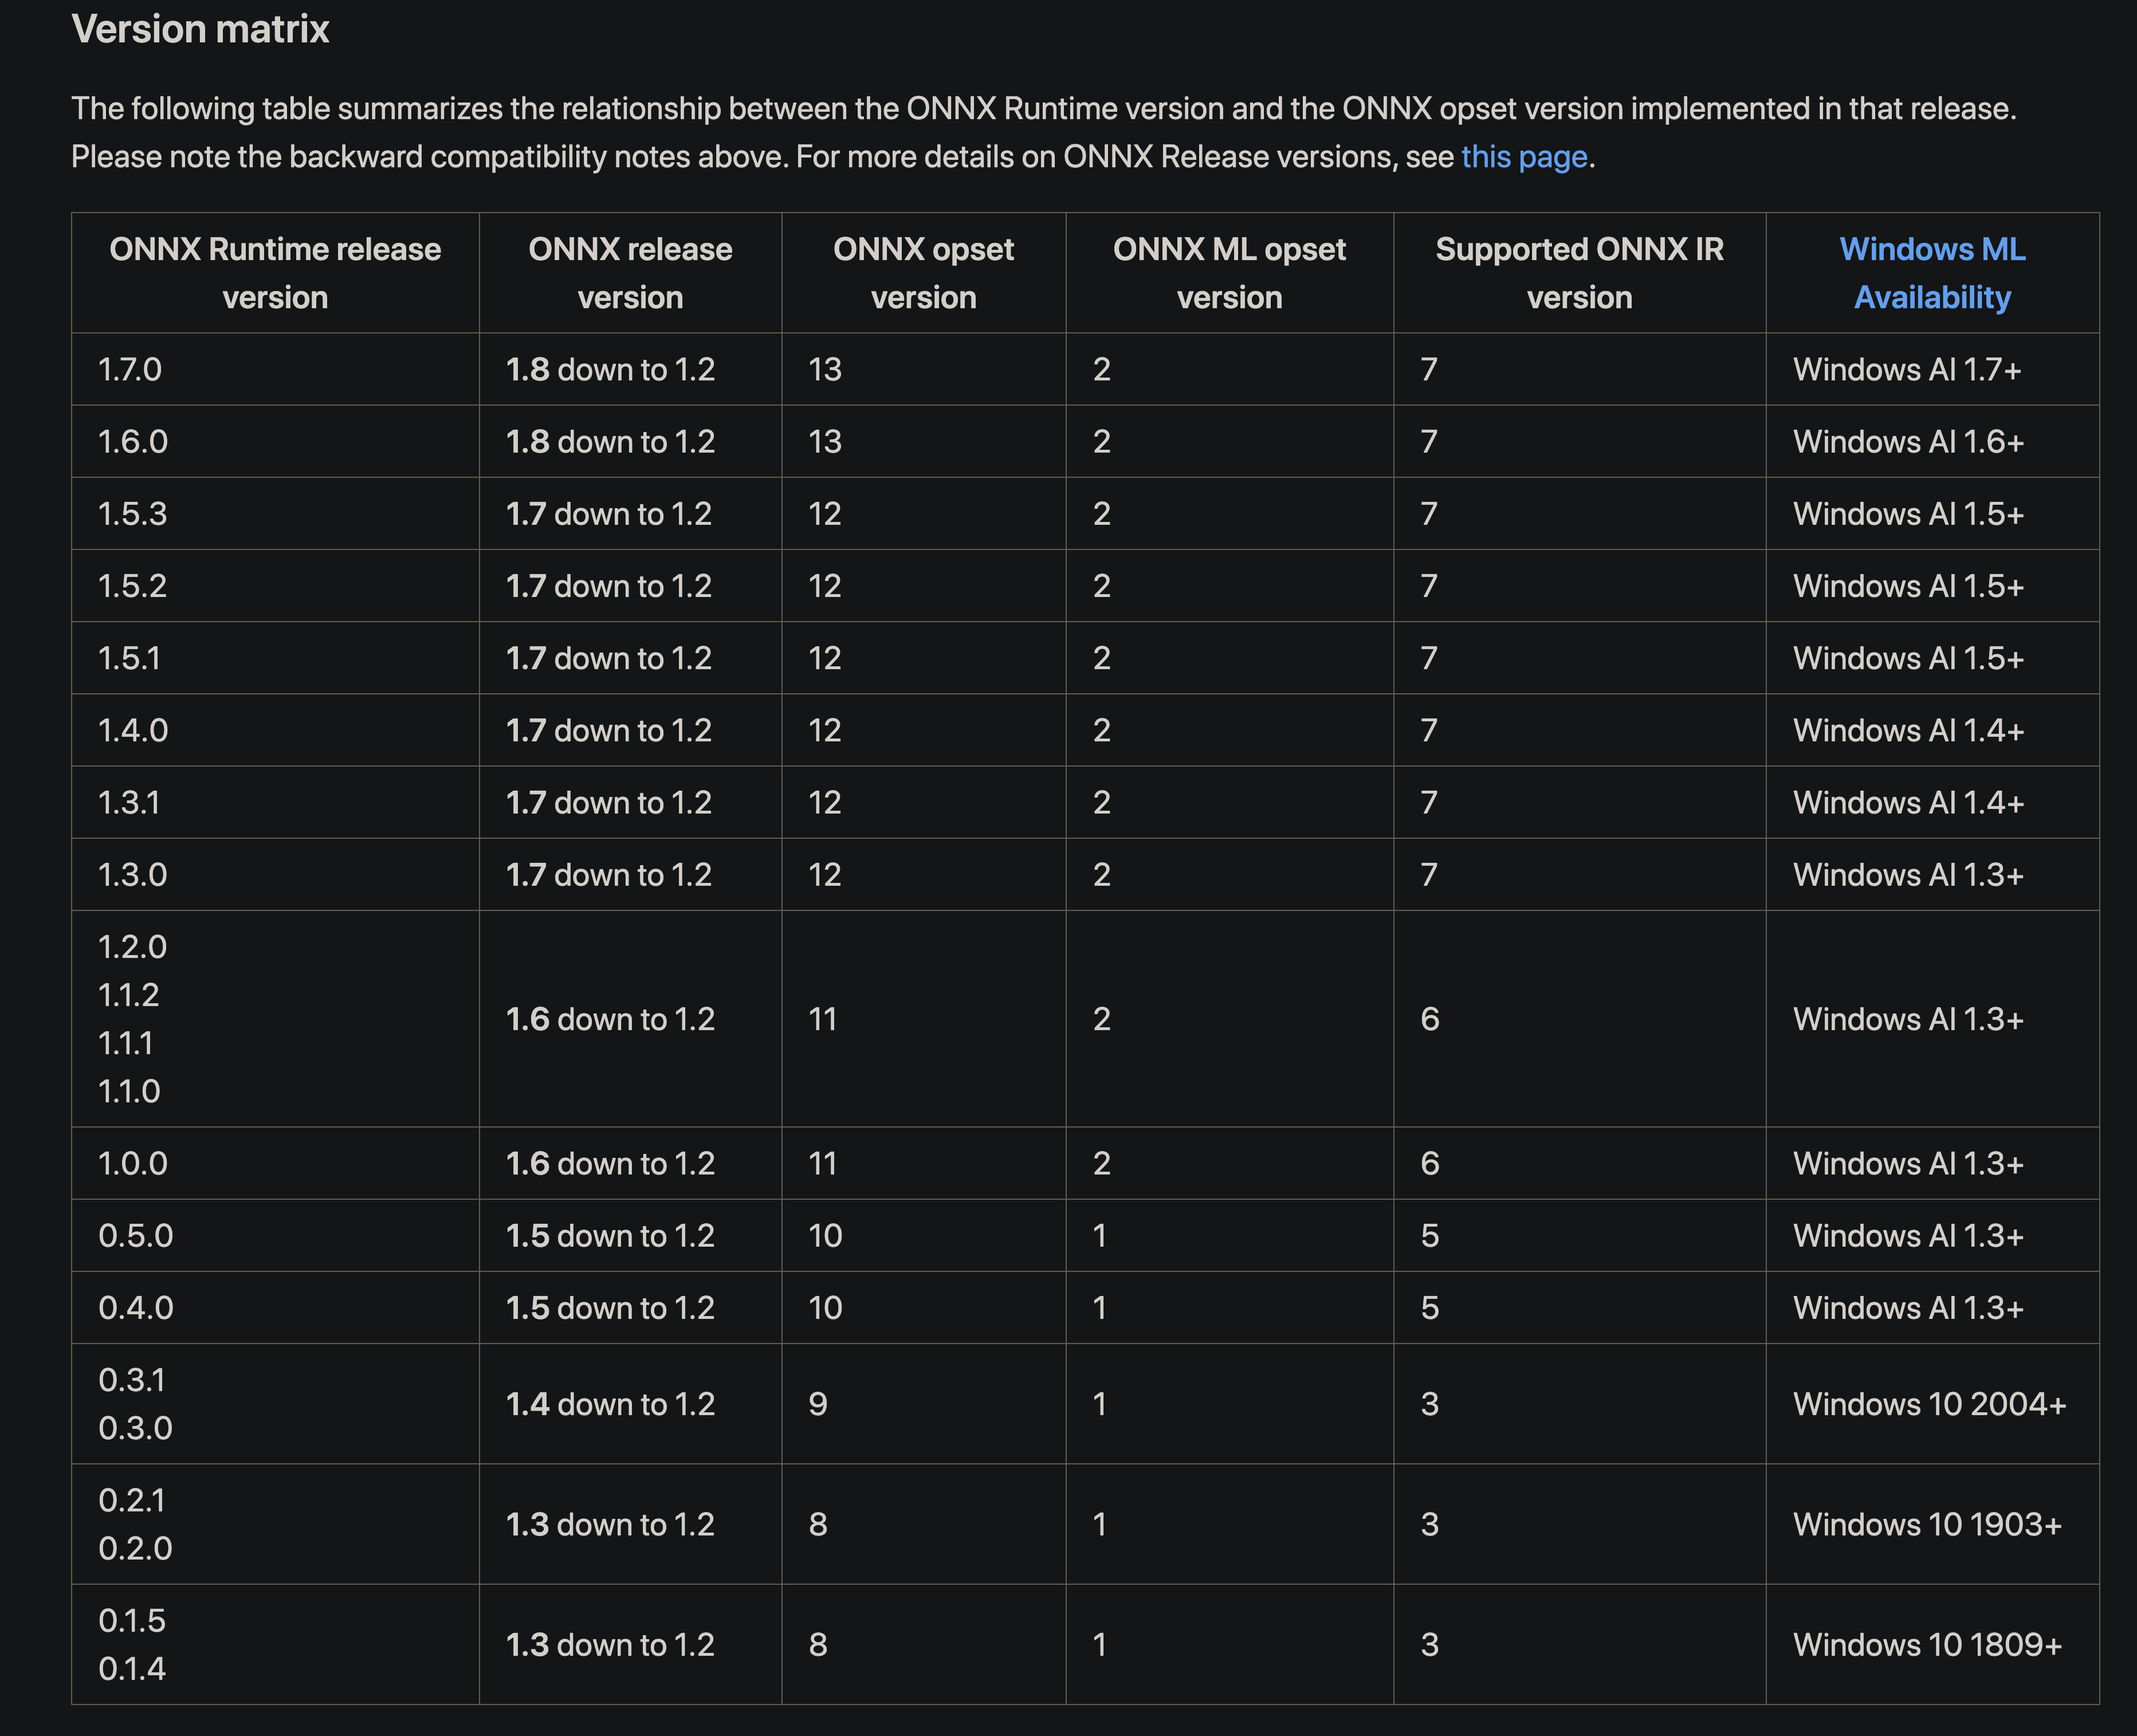 Version matrix
The following table summarizes the relationship between the ONNX Runtime version and the ONNX opset version implemented in that release.
Please note the backward compatibility notes above. For more details on ONNX Release versions, see this page.
ONNX Runtime release version | ONNX release version | ONNX opset version | ONNX ML opset version | Supported ONNX IR version | Windows ML Availability
1.7.0 | 1.8 down to 1.2 | 13 | 2 | 7 | Windows AI 1.7+
1.6.0 | 1.8 down to 1.2 | 13 | 2 | 7 | Windows AI 1.6+
1.5.3 | 1.7 down to 1.2 | 12 | 2 | 7 | Windows AI 1.5+
1.5.2 | 1.7 down to 1.2 | 12 | 2 | 7 | Windows AI 1.5+
1.5.1 | 1.7 down to 1.2 | 12 | 2 | 7 | Windows AI 1.5+
1.4.0 | 1.7 down to 1.2 | 12 | 2 | 7 | Windows AI 1.4+
1.3.1 | 1.7 down to 1.2 | 12 | 2 | 7 | Windows AI 1.4+
1.3.0 | 1.7 down to 1.2 | 12 | 2 | 7 | Windows AI 1.3+
1.2.0
1.1.2
1.1.1
1.1.0 | 1.6 down to 1.2 | 11 | 2 | 6 | Windows AI 1.3+
1.0.0 | 1.6 down to 1.2 | 11 | 2 | 6 | Windows AI 1.3+
0.5.0 | 1.5 down to 1.2 | 10 | 1 | 5 | Windows AI 1.3+
0.4.0 | 1.5 down to 1.2 | 10 | 1 | 5 | Windows AI 1.3+
0.3.1
0.3.0 | 1.4 down to 1.2 | 9 | 1 | 3 | Windows 10 2004+
0.2.1
0.2.0 | 1.3 down to 1.2 | 8 | 1 | 3 | Windows 10 1903+
0.1.5
0.1.4 | 1.3 down to 1.2 | 8 | 1 | 3 | Windows 10 1809+